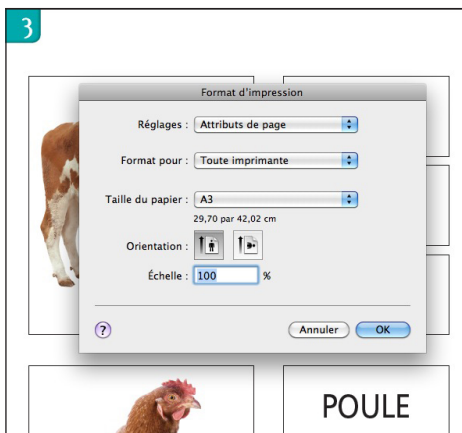 3
Format d'impression
Réglages : Attributs de page
Format pour : Toute imprimante
Taille du papier : A3
29,70 par 42,02 cm
Orientation :
Échelle : 100 %
? Annuler OK
POULE